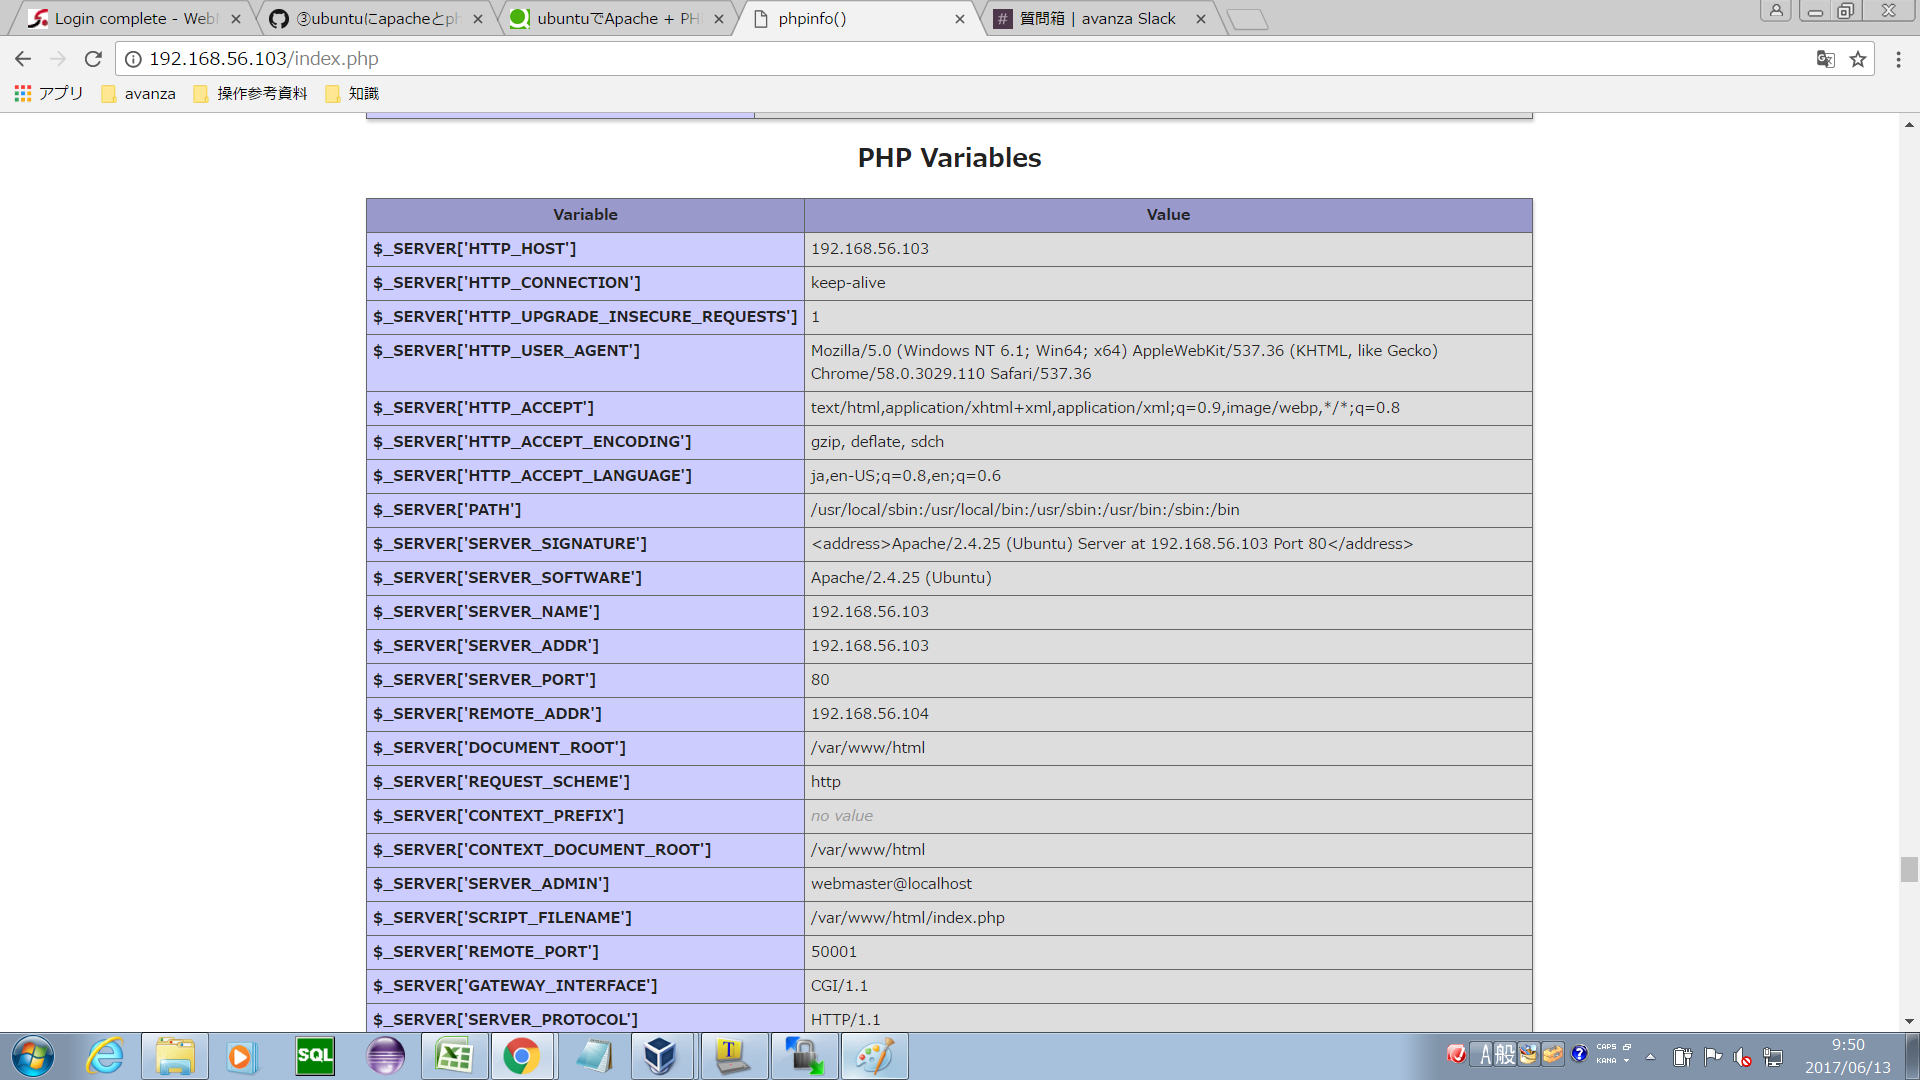 Login complete - Web
③ubuntuにapacheとph
ubuntuでApache + PH
phpinfo()
質問箱 | avanza Slack
192.168.56.103/index.php
アプリ
avanza
操作参考資料
知識
PHP Variables
Variable Value
$_SERVER['HTTP_HOST'] 192.168.56.103
$_SERVER['HTTP_CONNECTION'] keep-alive
$_SERVER['HTTP_UPGRADE_INSECURE_REQUESTS'] 1
$_SERVER['HTTP_USER_AGENT'] Mozilla/5.0 (Windows NT 6.1; Win64; x64) AppleWebKit/537.36 (KHTML, like Gecko)
Chrome/58.0.3029.110 Safari/537.36
$_SERVER['HTTP_ACCEPT'] text/html,application/xhtml+xml,application/xml;q=0.9,image/webp,*/*;q=0.8
$_SERVER['HTTP_ACCEPT_ENCODING'] gzip, deflate, sdch
$_SERVER['HTTP_ACCEPT_LANGUAGE'] ja,en-US;q=0.8,en;q=0.6
$_SERVER['PATH'] /usr/local/sbin:/usr/local/bin:/usr/sbin:/usr/bin:/sbin:/bin
$_SERVER['SERVER_SIGNATURE'] <address>Apache/2.4.25 (Ubuntu) Server at 192.168.56.103 Port 80</address>
$_SERVER['SERVER_SOFTWARE'] Apache/2.4.25 (Ubuntu)
$_SERVER['SERVER_NAME'] 192.168.56.103
$_SERVER['SERVER_ADDR'] 192.168.56.103
$_SERVER['SERVER_PORT'] 80
$_SERVER['REMOTE_ADDR'] 192.168.56.104
$_SERVER['DOCUMENT_ROOT'] /var/www/html
$_SERVER['REQUEST_SCHEME'] http
$_SERVER['CONTEXT_PREFIX'] no value
$_SERVER['CONTEXT_DOCUMENT_ROOT'] /var/www/html
$_SERVER['SERVER_ADMIN'] webmaster@localhost
$_SERVER['SCRIPT_FILENAME'] /var/www/html/index.php
$_SERVER['REMOTE_PORT'] 50001
$_SERVER['GATEWAY_INTERFACE'] CGI/1.1
$_SERVER['SERVER_PROTOCOL'] HTTP/1.1
SQL
A般
CAPS
KANA
9:50
2017/06/13